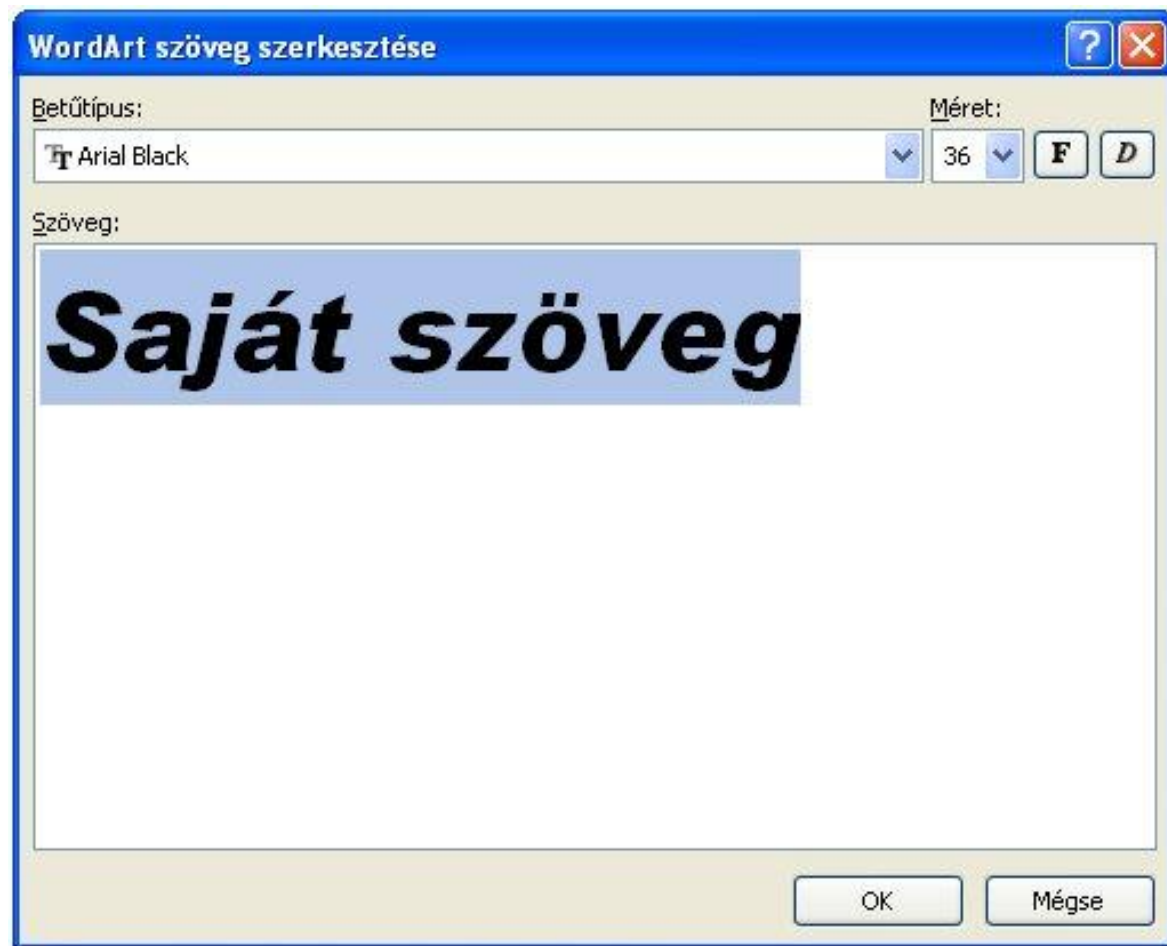 WordArt szöveg szerkesztése
Betűtípus: Méret:
Arial Black 36 F D
Szöveg:
Saját szöveg
OK Mégse